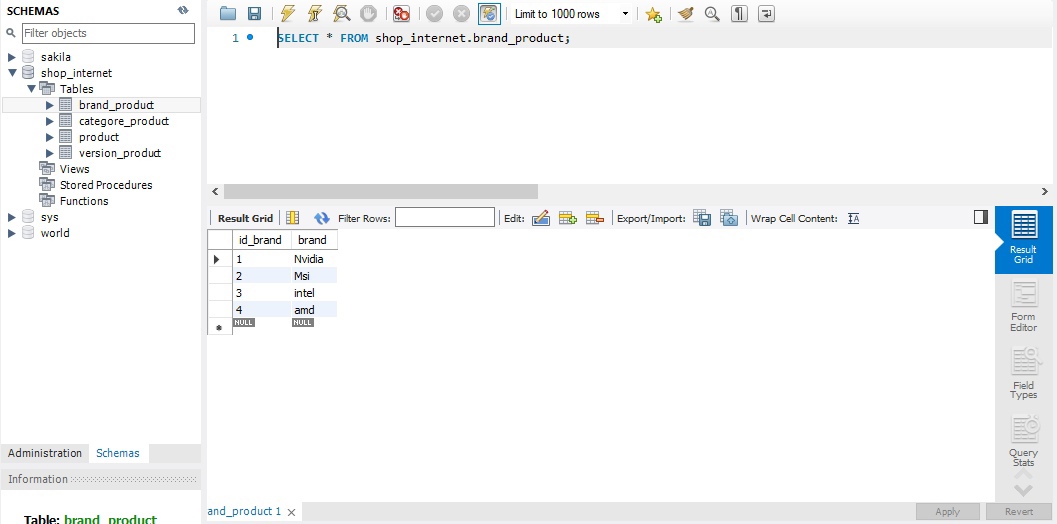 SCHEMAS
Filter objects
sakila
shop_internet
Tables
brand_product
categore_product
product
version_product
Views
Stored Procedures
Functions
sys
world
Administration Schemas
Information
Table: brand_product
Limit to 1000 rows
1 SELECT * FROM shop_internet.brand_product;
Result Grid Filter Rows: Edit: Export/Import: Wrap Cell Content:
id_brand brand
1 Nvidia
2 Msi
3 intel
4 amd
NULL NULL
Result
Grid
Form
Editor
Field
Types
Query
Stats
and_product 1
Apply Revert